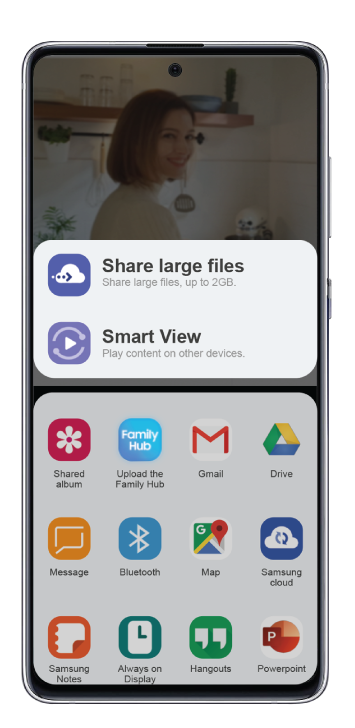 Share large files
Share large files, up to 2GB.
Smart View
Play content on other devices.
Family
Hub
G
P
Shared
album
Upload the
Family Hub
Gmail
Drive
Message
Bluetooth
Map
Samsung
cloud
Samsung
Notes
Always on
Display
Hangouts
Powerpoint